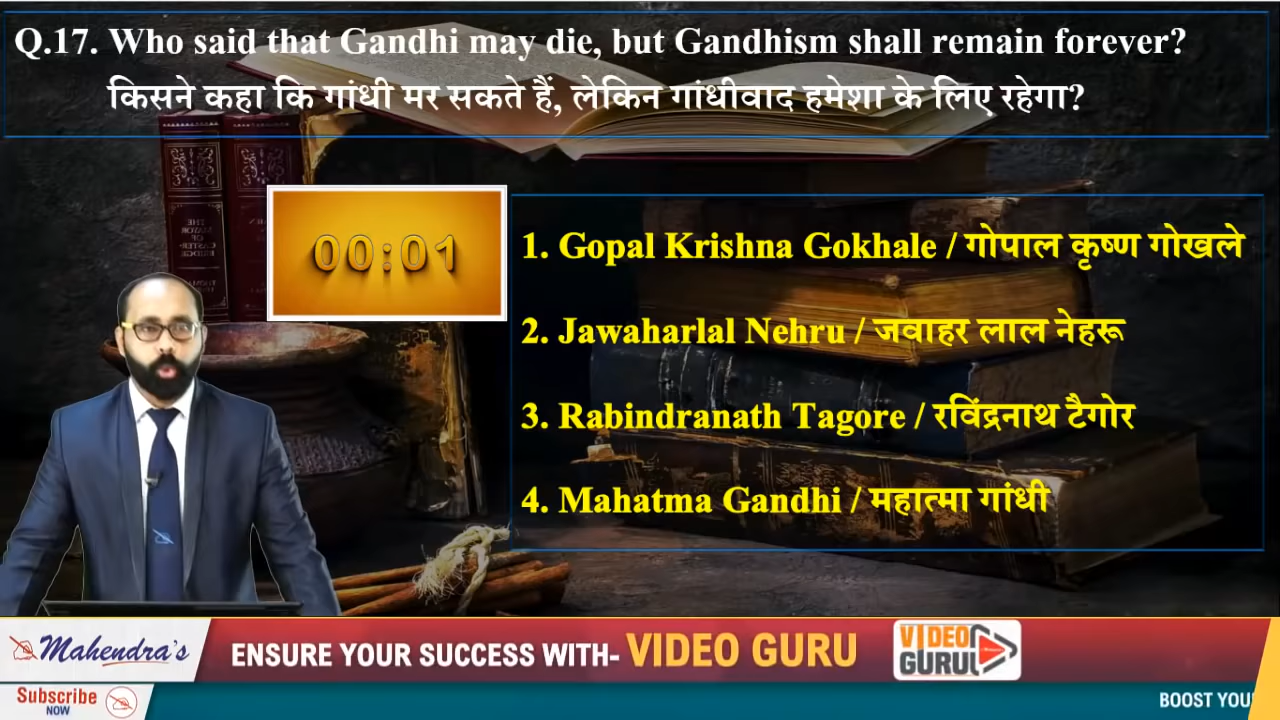 Q.17. Who said that Gandhi may die, but Gandhism shall remain forever?
किसने कहा कि गांधी मर सकते हैं, लेकिन गांधीवाद हमेशा के लिए रहेगा?
00:01
1. Gopal Krishna Gokhale / गोपाल कृष्ण गोखले
2. Jawaharlal Nehru / जवाहर लाल नेहरू
3. Rabindranath Tagore / रविंद्रनाथ टैगोर
4. Mahatma Gandhi / महात्मा गांधी
Mahendra's
ENSURE YOUR SUCCESS WITH- VIDEO GURU
VIDEO
GURU
Subscribe
NOW
BOOST YOU